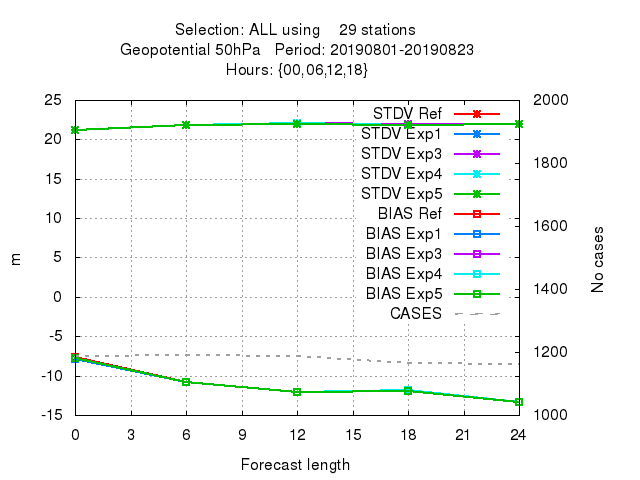 Selection: ALL using    29 stations
Geopotential 50hPa   Period: 20190801-20190823
Hours: {00,06,12,18}
25
20
15
10
5
0
-5
-10
-15
m
2000
1800
1600
1400
1200
1000
No cases
STDV Ref
STDV Exp1
STDV Exp3
STDV Exp4
STDV Exp5
BIAS Ref
BIAS Exp1
BIAS Exp3
BIAS Exp4
BIAS Exp5
CASES
0 3 6 9 12 15 18 21 24
Forecast length